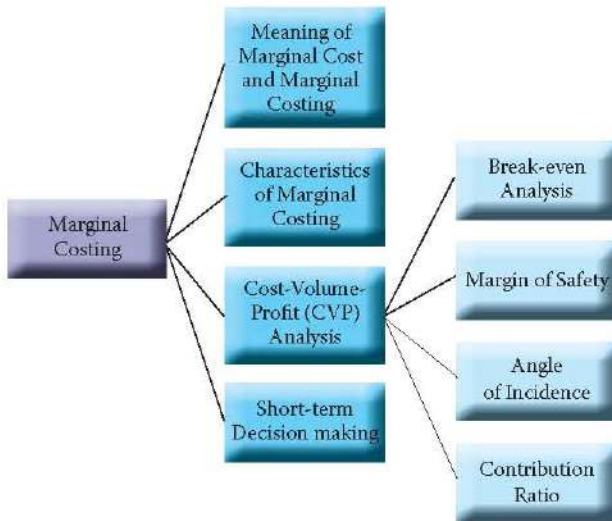 Marginal
Costing
Meaning of
Marginal Cost
and Marginal
Costing
Characteristics
of Marginal
Costing
Cost-Volume-
Profit (CVP)
Analysis
Short-term
Decision making
Break-even
Analysis
Margin of Safety
Angle
of Incidence
Contribution
Ratio